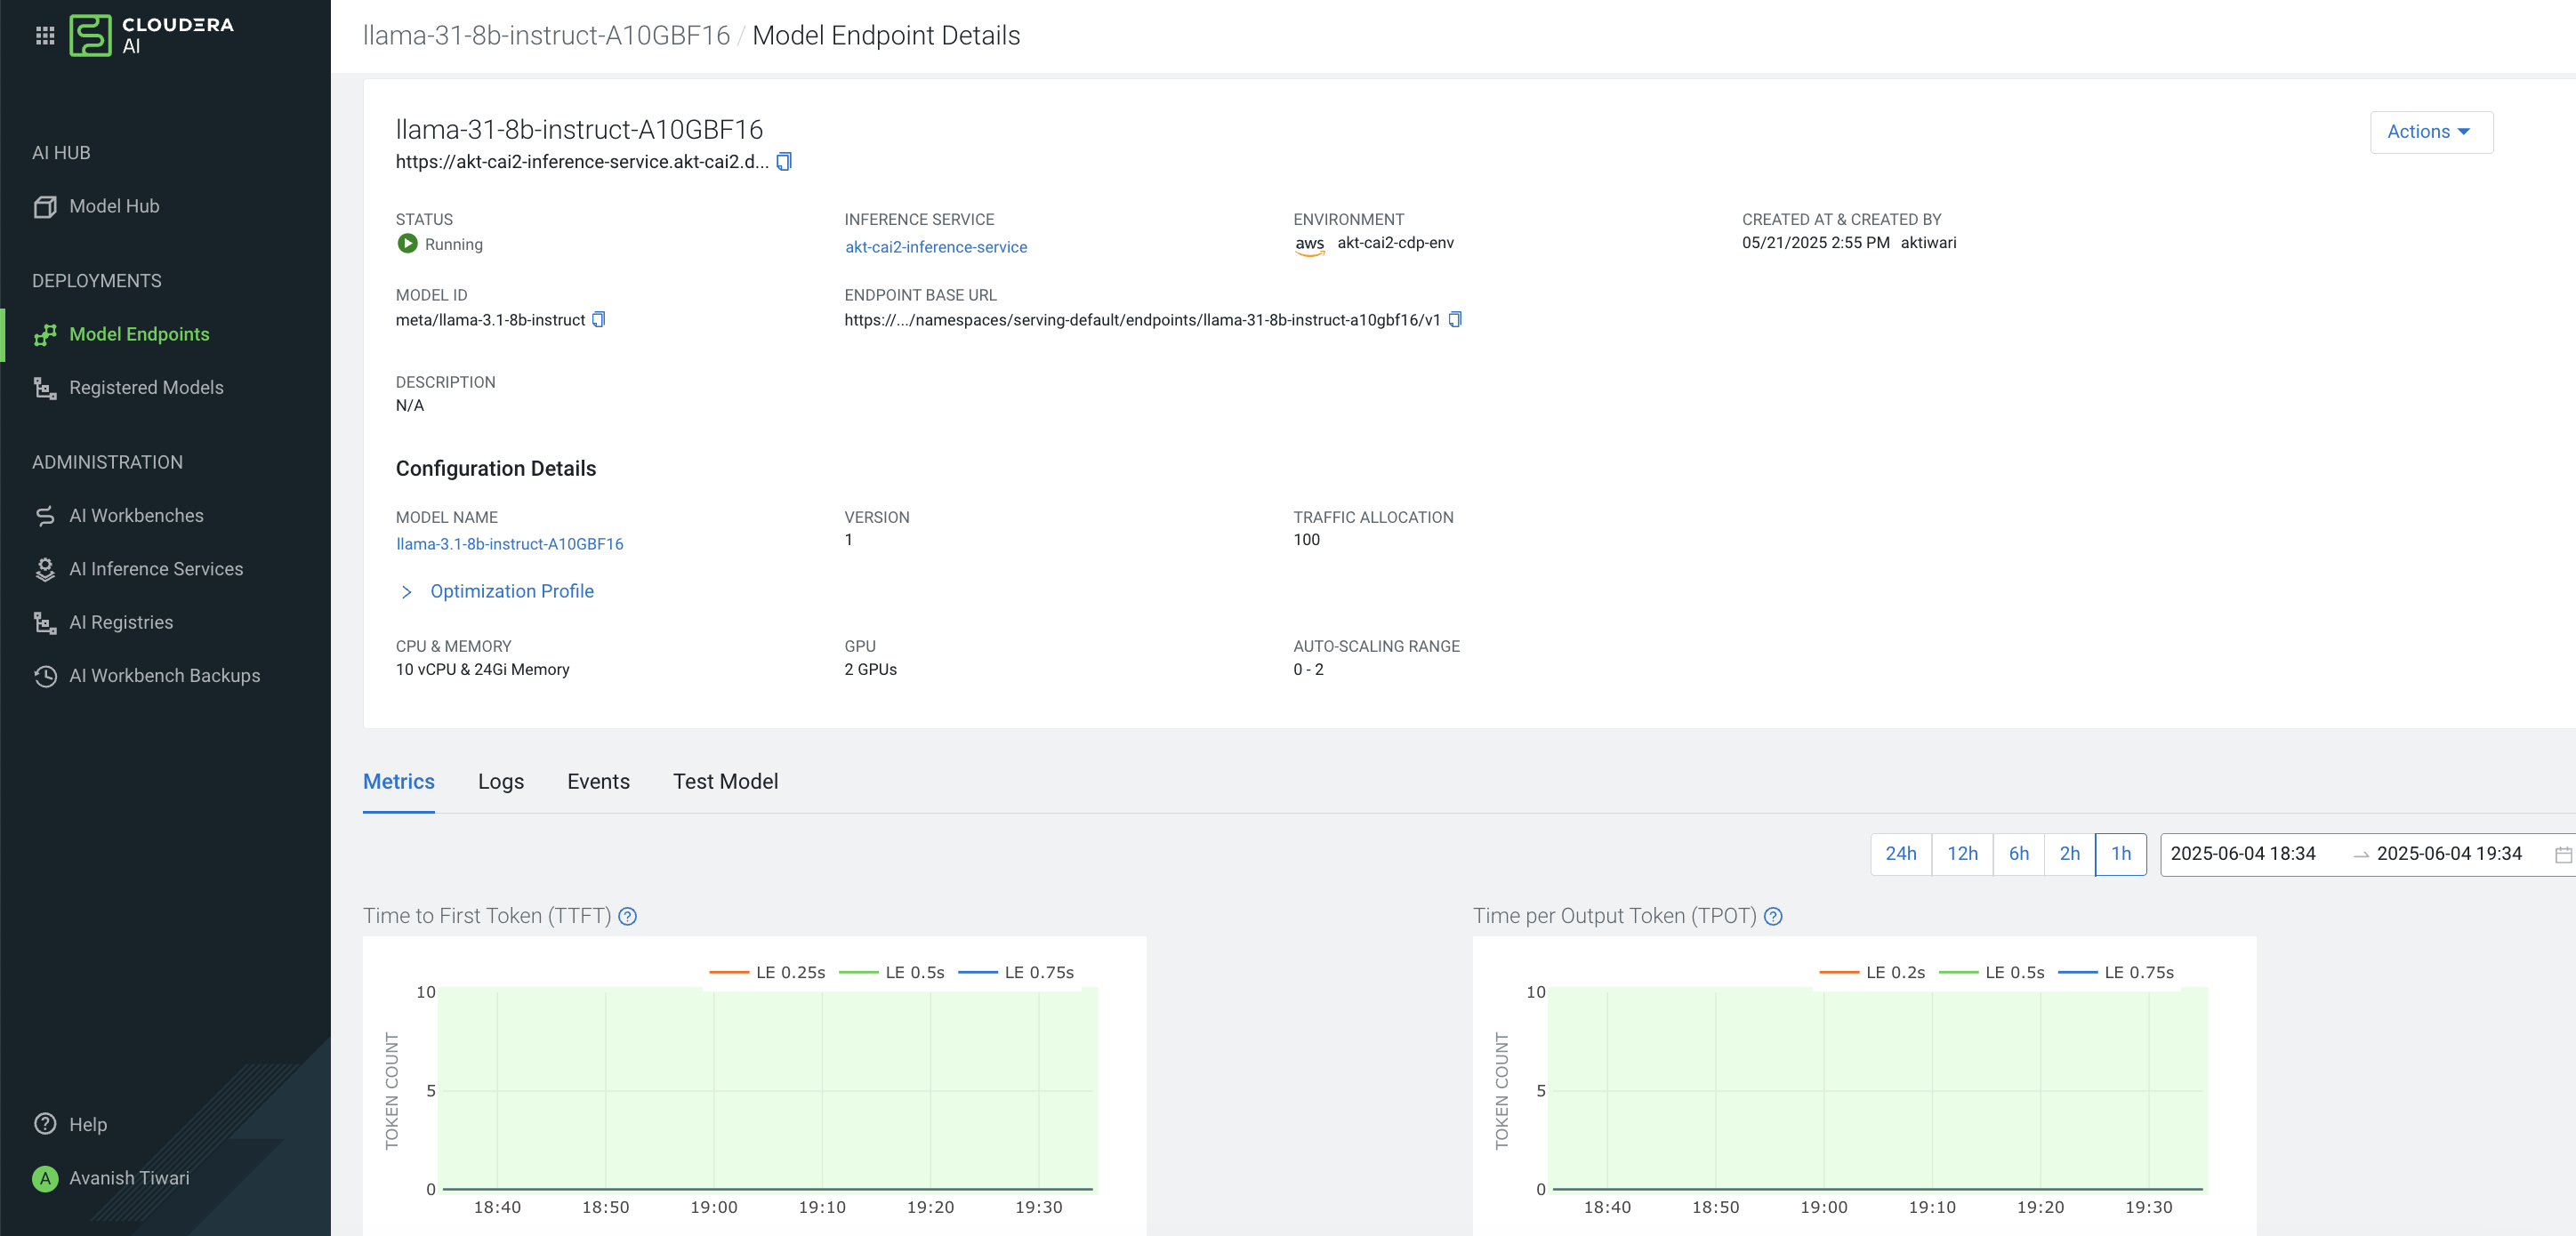 CLOUDERA
AI
AI HUB
Model Hub
DEPLOYMENTS
Model Endpoints
Registered Models
ADMINISTRATION
AI Workbenches
AI Inference Services
AI Registries
AI Workbench Backups
Help
A Avanish Tiwari
llama-31-8b-instruct-A10GBF16 / Model Endpoint Details
llama-31-8b-instruct-A10GBF16
https://akt-cai2-inference-service.akt-cai2.d...
Actions
STATUS
Running
INFERENCE SERVICE
akt-cai2-inference-service
ENVIRONMENT
aws akt-cai2-cdp-env
CREATED AT & CREATED BY
05/21/2025 2:55 PM aktiwari
MODEL ID
meta/llama-3.1-8b-instruct
ENDPOINT BASE URL
https://.../namespaces/serving-default/endpoints/llama-31-8b-instruct-a10gbf16/v1
DESCRIPTION
N/A
Configuration Details
MODEL NAME
llama-3.1-8b-instruct-A10GBF16
VERSION
1
TRAFFIC ALLOCATION
100
Optimization Profile
CPU & MEMORY
10 vCPU & 24Gi Memory
GPU
2 GPUs
AUTO-SCALING RANGE
0 - 2
Metrics Logs Events Test Model
24h 12h 6h 2h 1h 2025-06-04 18:34 → 2025-06-04 19:34
Time to First Token (TTFT)
LE 0.25s LE 0.5s LE 0.75s
TOKEN COUNT
10
5
0
18:40 18:50 19:00 19:10 19:20 19:30
Time per Output Token (TPOT)
LE 0.2s LE 0.5s LE 0.75s
TOKEN COUNT
10
5
0
18:40 18:50 19:00 19:10 19:20 19:30